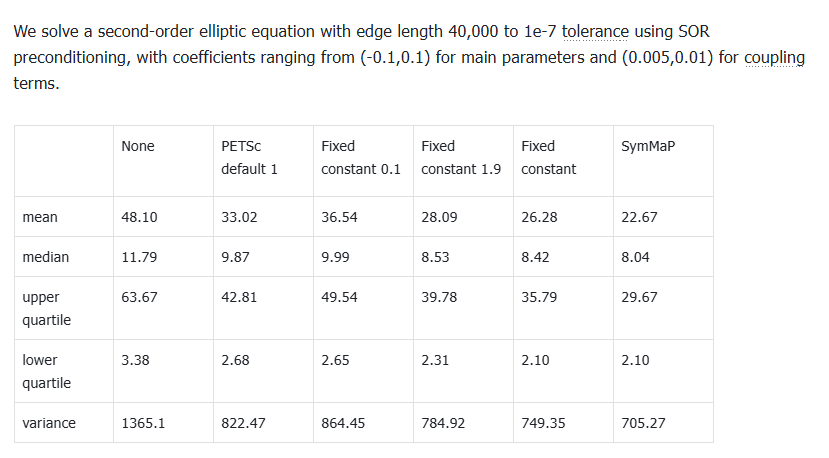 We solve a second-order elliptic equation with edge length 40,000 to 1e-7 tolerance using SOR
preconditioning, with coefficients ranging from (-0.1,0.1) for main parameters and (0.005,0.01) for coupling
terms.
None PETSc default 1 Fixed constant 0.1 Fixed constant 1.9 Fixed constant SymMaP
mean 48.10 33.02 36.54 28.09 26.28 22.67
median 11.79 9.87 9.99 8.53 8.42 8.04
upper quartile 63.67 42.81 49.54 39.78 35.79 29.67
lower quartile 3.38 2.68 2.65 2.31 2.10 2.10
variance 1365.1 822.47 864.45 784.92 749.35 705.27